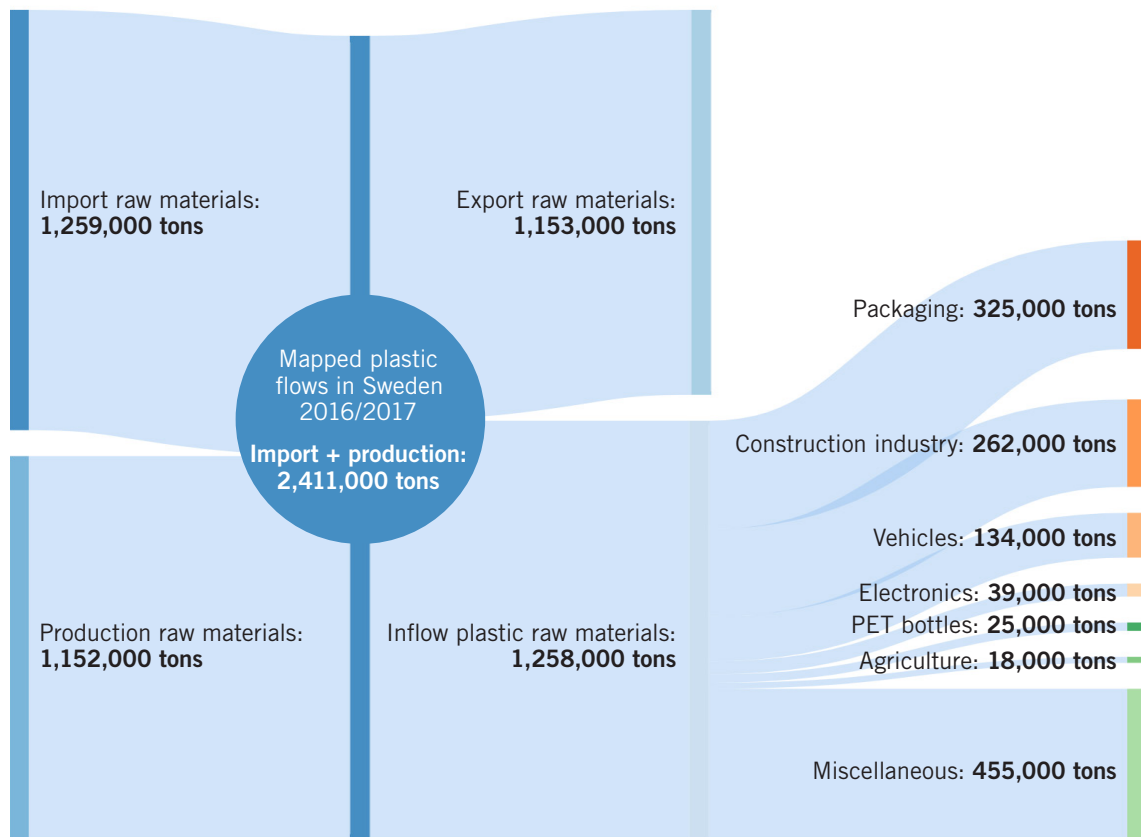 Import raw materials:
1,259,000 tons
Export raw materials:
1,153,000 tons
Mapped plastic
flows in Sweden
2016/2017
Import + production:
2,411,000 tons
Production raw materials:
1,152,000 tons
Inflow plastic raw materials:
1,258,000 tons
Packaging: 325,000 tons
Construction industry: 262,000 tons
Vehicles: 134,000 tons
Electronics: 39,000 tons
PET bottles: 25,000 tons
Agriculture: 18,000 tons
Miscellaneous: 455,000 tons